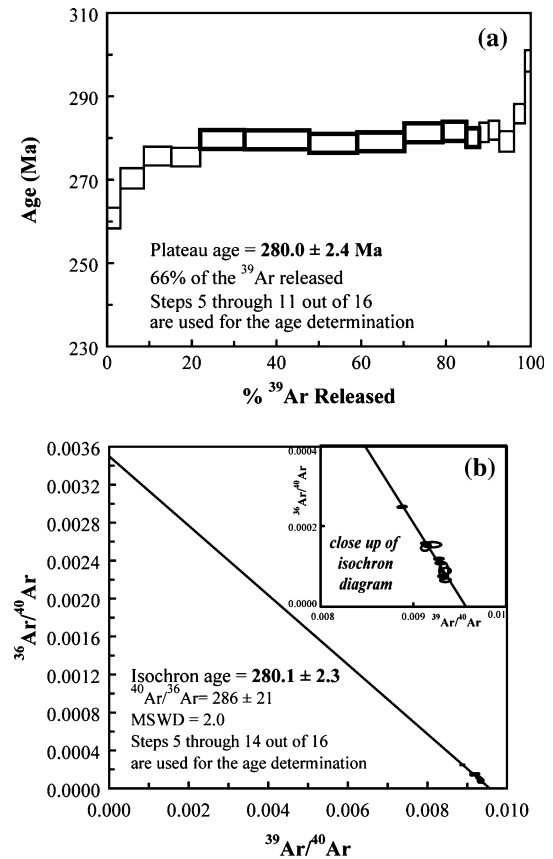 310
290
270
250
230
Age (Ma)
(a)
Plateau age = 280.0 ± 2.4 Ma
66% of the ³⁹Ar released
Steps 5 through 11 out of 16
are used for the age determination
0 20 40 60 80 100
% ³⁹Ar Released
0.0036
0.0032
0.0028
0.0024
0.0020
0.0016
0.0012
0.0008
0.0004
0.0000
³⁶Ar/⁴⁰Ar
(b)
0.0004
0.0002
0.0000
³⁶Ar/⁴⁰Ar
close up of
isochron
diagram
0.008 0.009 0.01
³⁹Ar/⁴⁰Ar
Isochron age = 280.1 ± 2.3
⁴⁰Ar/³⁶Ar= 286 ± 21
MSWD = 2.0
Steps 5 through 14 out of 16
are used for the age determination
0.000 0.002 0.004 0.006 0.008 0.010
³⁹Ar/⁴⁰Ar